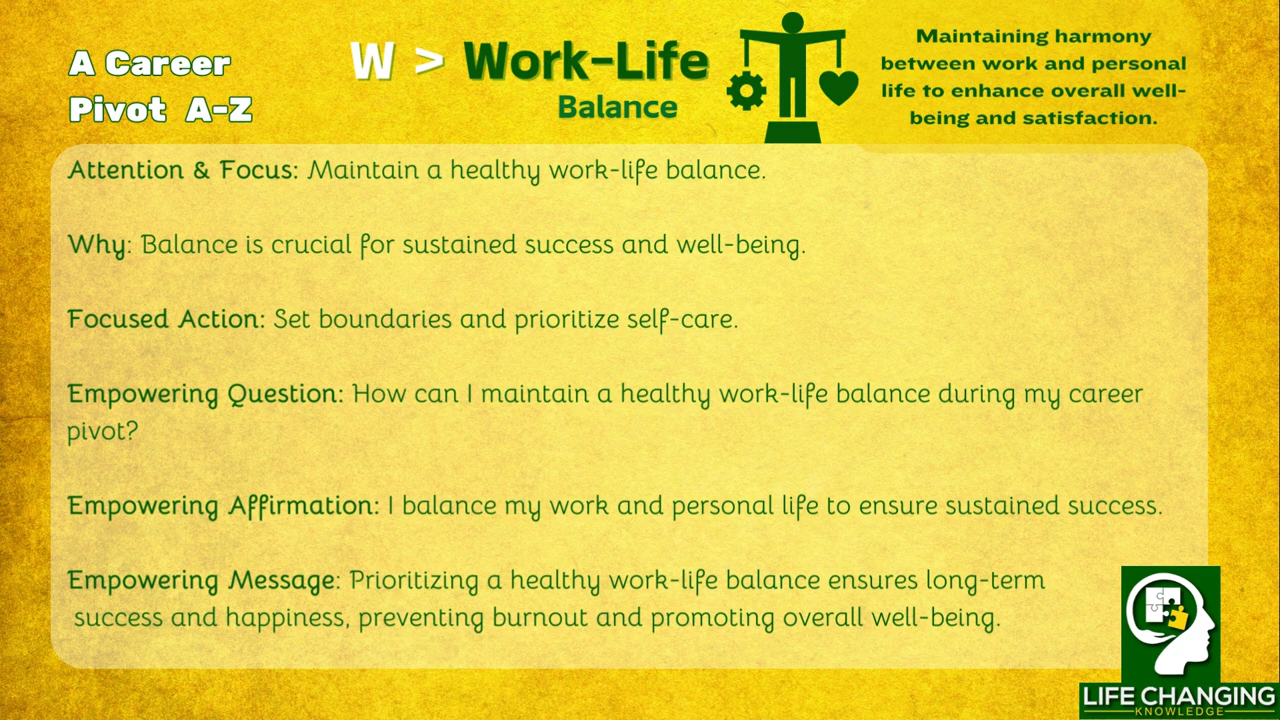 A Career
Pivot A-Z
W > Work-Life
Balance
Maintaining harmony
between work and personal
life to enhance overall well-
being and satisfaction.
Attention & Focus: Maintain a healthy work-life balance.
Why: Balance is crucial for sustained success and well-being.
Focused Action: Set boundaries and prioritize self-care.
Empowering Question: How can I maintain a healthy work-life balance during my career
pivot?
Empowering Affirmation: I balance my work and personal life to ensure sustained success.
Empowering Message: Prioritizing a healthy work-life balance ensures long-term
success and happiness, preventing burnout and promoting overall well-being.
LIFE CHANGING
KNOWLEDGE